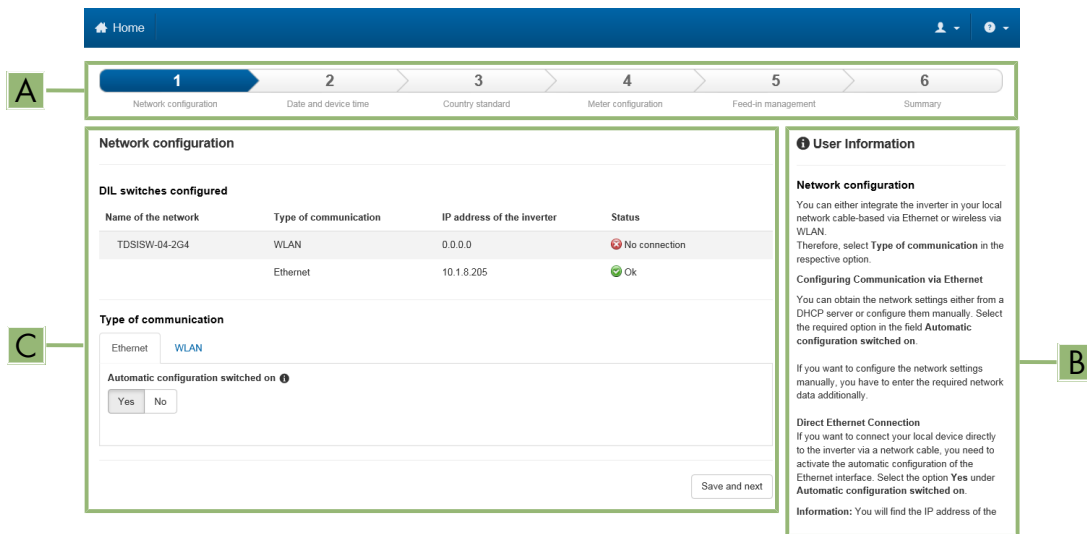 Home
A
1 2 3 4 5 6
Network configuration Date and device time Country standard Meter configuration Feed-in management Summary
C
Network configuration
DIL switches configured
Name of the network Type of communication IP address of the inverter Status
TDSISW-04-2G4 WLAN 0.0.0.0 No connection
Ethernet 10.1.8.205 Ok
Type of communication
Ethernet WLAN
Automatic configuration switched on
Yes No
Save and next
B
User Information
Network configuration
You can either integrate the inverter in your local
network cable-based via Ethernet or wireless via
WLAN.
Therefore, select Type of communication in the
respective option.
Configuring Communication via Ethernet
You can obtain the network settings either from a
DHCP server or configure them manually. Select
the required option in the field Automatic
configuration switched on.
If you want to configure the network settings
manually, you have to enter the required network
data additionally.
Direct Ethernet Connection
If you want to connect your local device directly
to the inverter via a network cable, you need to
activate the automatic configuration of the
Ethernet interface. Select the option Yes under
Automatic configuration switched on.
Information: You will find the IP address of the